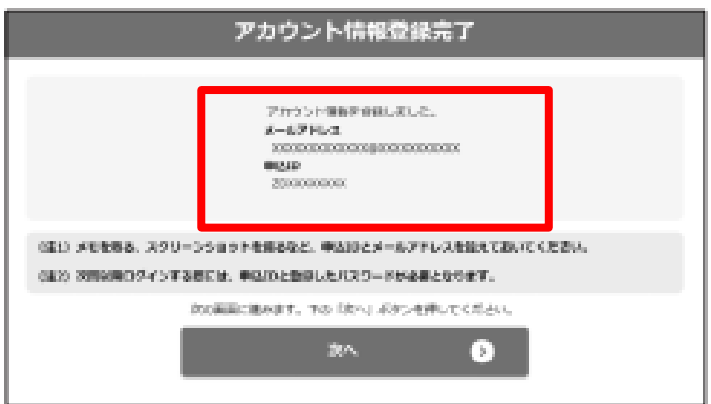 アカウント情報登録完了
アカウント情報を登録しました。
メールアドレス
申込ID
(注1) メモを取る、スクリーンショットを撮るなど、申込IDとメールアドレスを控えておいてください。
(注2) 次回以降ログインする際には、申込IDと登録したパスワードが必要となります。
次の画面に進みます。下の「次へ」ボタンを押してください。
次へ